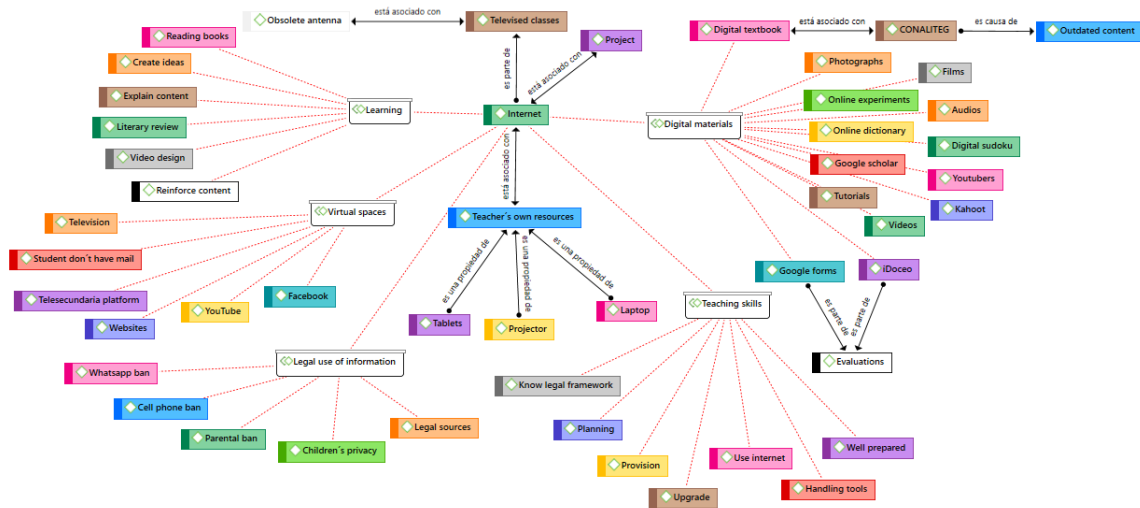 Obsolete antenna
está asociado con
Televised classes
Digital textbook
está asociado con
CONALITEG
es causa de
Outdated content
Reading books
Project
Create ideas
es parte de
está asociado con
Photographs
Films
Explain content
Learning
Internet
Digital materials
Online experiments
Audios
Literary review
Online dictionary
Digital sudoku
Video design
está asociado con
Google scholar
Youtubers
Reinforce content
Tutorials
Kahoot
Television
Virtual spaces
Teacher´s own resources
Vídeos
Student don´t have mail
es una propiedad de
es una propiedad de
es una propiedad de
Google forms
iDoceo
Telesecundaria platform
Facebook
Teaching skills
Websites
YouTube
Tablets
Projector
Laptop
es parte de
es parte de
Legal use of information
Evaluations
Whatsapp ban
Know legal framework
Cell phone ban
Legal sources
Planning
Parental ban
Children´s privacy
Well prepared
Provision
Use internet
Upgrade
Handling tools